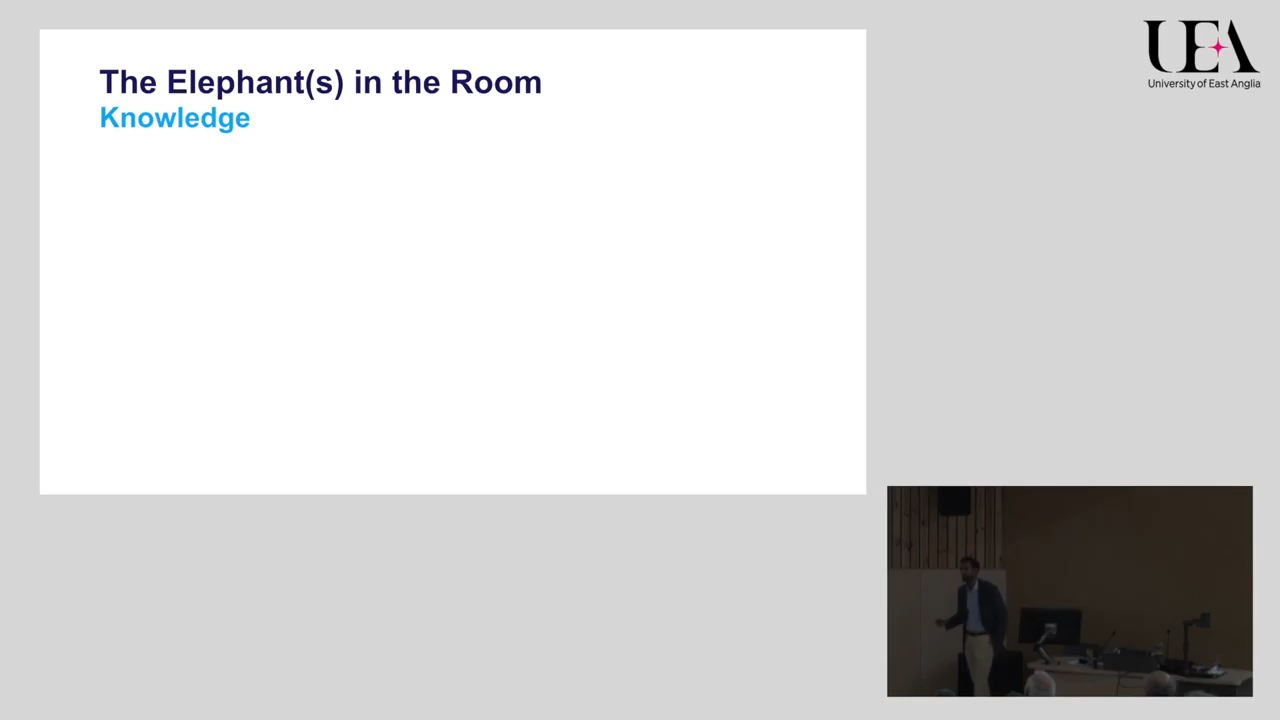 The Elephant(s) in the Room
Knowledge
UEA
University of East Anglia